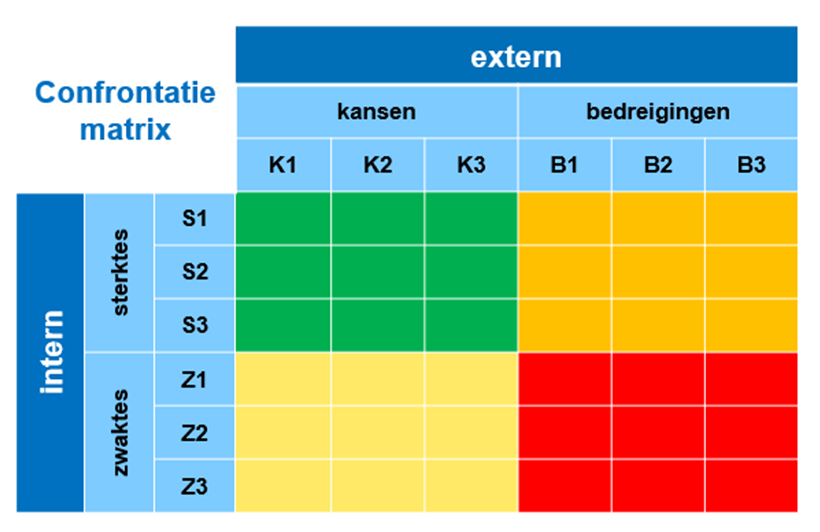 extern
Confrontatie
matrix
kansen
bedreigingen
K1 K2 K3 B1 B2 B3
intern
sterktes
S1
S2
S3
zwaktes
Z1
Z2
Z3